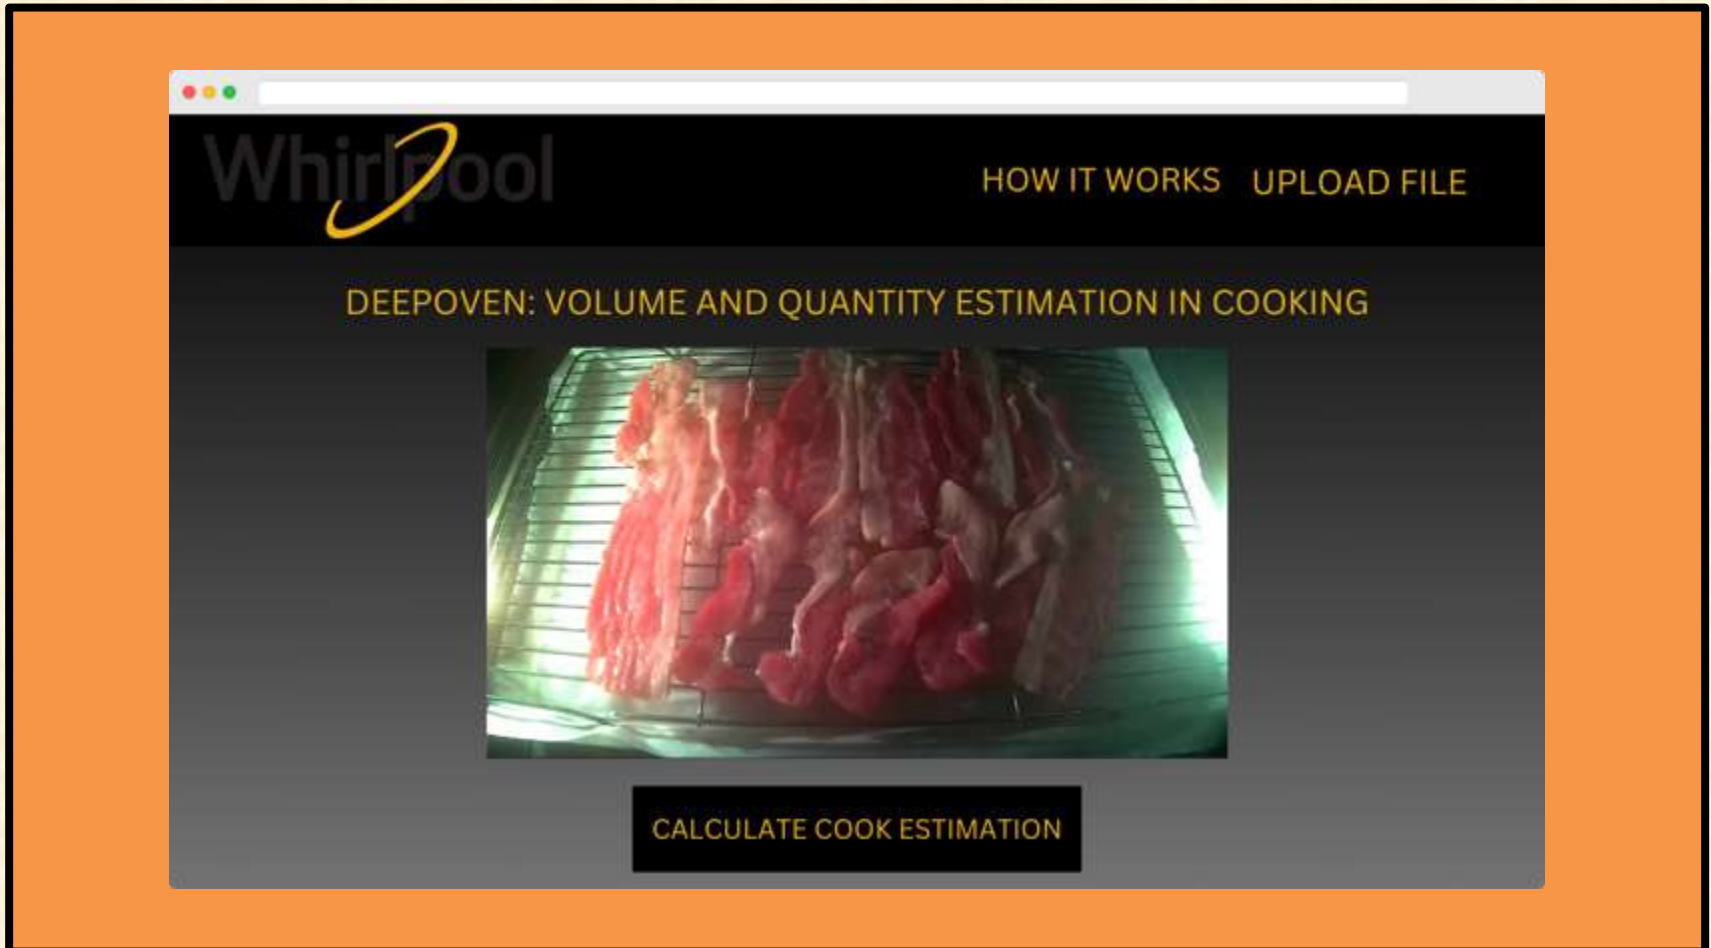 Whirlpool
HOW IT WORKS UPLOAD FILE
DEEPOVEN: VOLUME AND QUANTITY ESTIMATION IN COOKING
CALCULATE COOK ESTIMATION